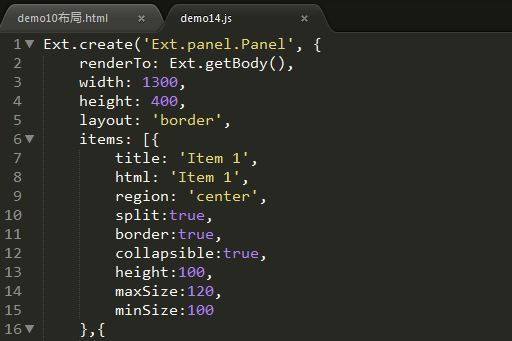 demo10布局.html × demo14.js ×
1 Ext.create('Ext.panel.Panel', {
2 renderTo: Ext.getBody(),
3 width: 1300,
4 height: 400,
5 layout: 'border',
6 items: [{
7 title: 'Item 1',
8 html: 'Item 1',
9 region: 'center',
10 split:true,
11 border:true,
12 collapsible:true,
13 height:100,
14 maxSize:120,
15 minSize:100
16 },{